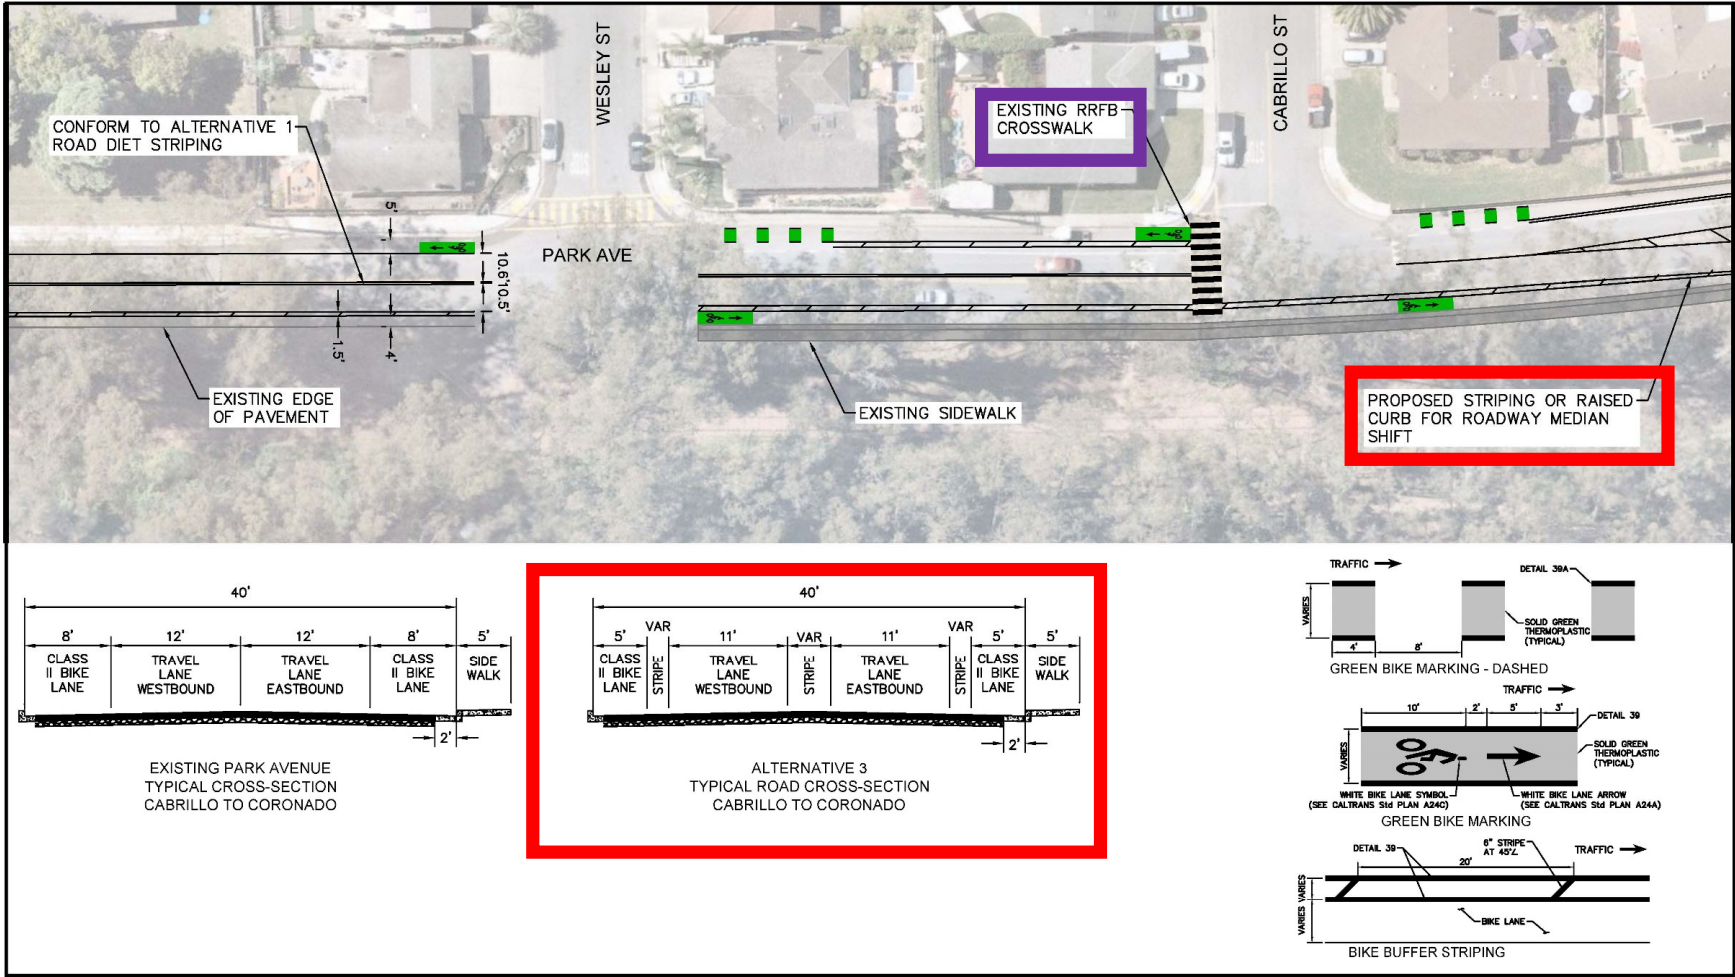 WESLEY ST
CABRILLO ST
CONFORM TO ALTERNATIVE 1
ROAD DIET STRIPING
EXISTING RRFB
CROSSWALK
5'
PARK AVE
10.6'
10.5'
1.5'
4'
EXISTING EDGE
OF PAVEMENT
EXISTING SIDEWALK
PROPOSED STRIPING OR RAISED
CURB FOR ROADWAY MEDIAN
SHIFT
40'
8'
12'
12'
8'
5'
CLASS
II BIKE
LANE
TRAVEL
LANE
WESTBOUND
TRAVEL
LANE
EASTBOUND
CLASS
II BIKE
LANE
SIDE
WALK
2'
EXISTING PARK AVENUE
TYPICAL CROSS-SECTION
CABRILLO TO CORONADO
40'
5'
VAR
11'
VAR
11'
VAR
5'
5'
CLASS
II BIKE
LANE
STRIPE
TRAVEL
LANE
WESTBOUND
STRIPE
TRAVEL
LANE
EASTBOUND
STRIPE
CLASS
II BIKE
LANE
SIDE
WALK
2'
ALTERNATIVE 3
TYPICAL ROAD CROSS-SECTION
CABRILLO TO CORONADO
TRAFFIC
DETAIL 39A
VARIES
SOLID GREEN
THERMOPLASTIC
(TYPICAL)
4'
8'
GREEN BIKE MARKING - DASHED
TRAFFIC
10'
2'
5'
3'
DETAIL 39
VARIES
SOLID GREEN
THERMOPLASTIC
(TYPICAL)
WHITE BIKE LANE SYMBOL
(SEE CALTRANS Std PLAN A24C)
WHITE BIKE LANE ARROW
(SEE CALTRANS Std PLAN A24A)
GREEN BIKE MARKING
DETAIL 39
6" STRIPE
AT 45°∠
TRAFFIC
20'
VARIES
VARIES
BIKE LANE
BIKE BUFFER STRIPING